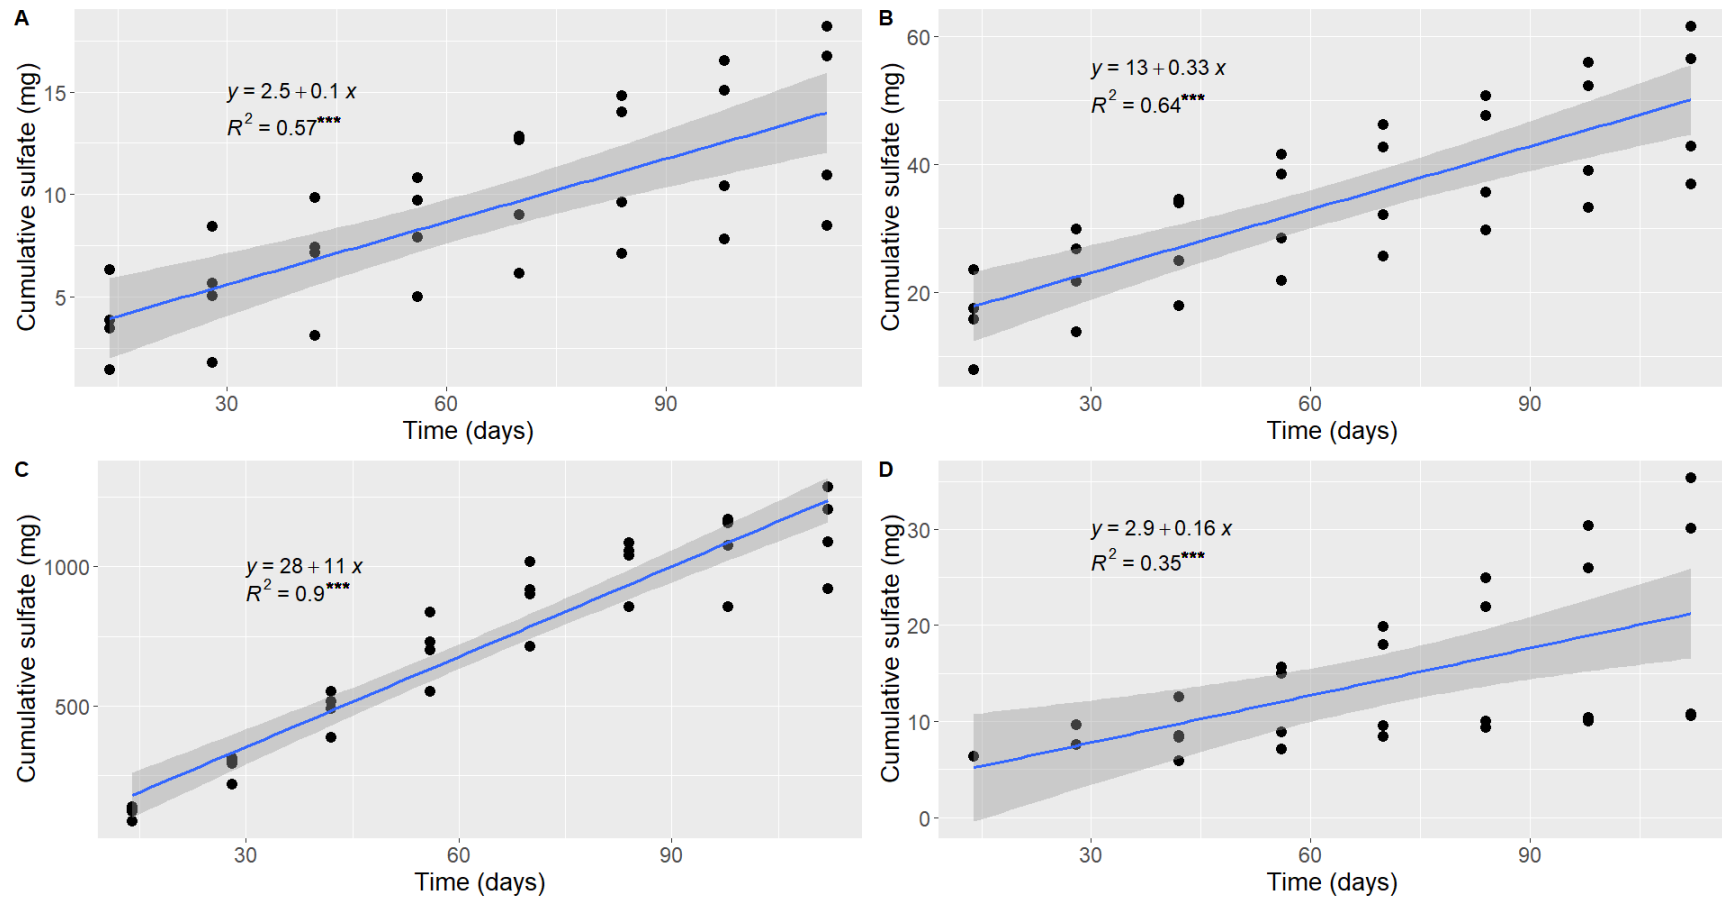 A
Cumulative sulfate (mg)
15
10
5
y = 2.5 + 0.1 x
R² = 0.57***
30 60 90
Time (days)
B
Cumulative sulfate (mg)
60
40
20
y = 13 + 0.33 x
R² = 0.64***
30 60 90
Time (days)
C
Cumulative sulfate (mg)
1000
500
y = 28 + 11 x
R² = 0.9***
30 60 90
Time (days)
D
Cumulative sulfate (mg)
30
20
10
0
y = 2.9 + 0.16 x
R² = 0.35***
30 60 90
Time (days)